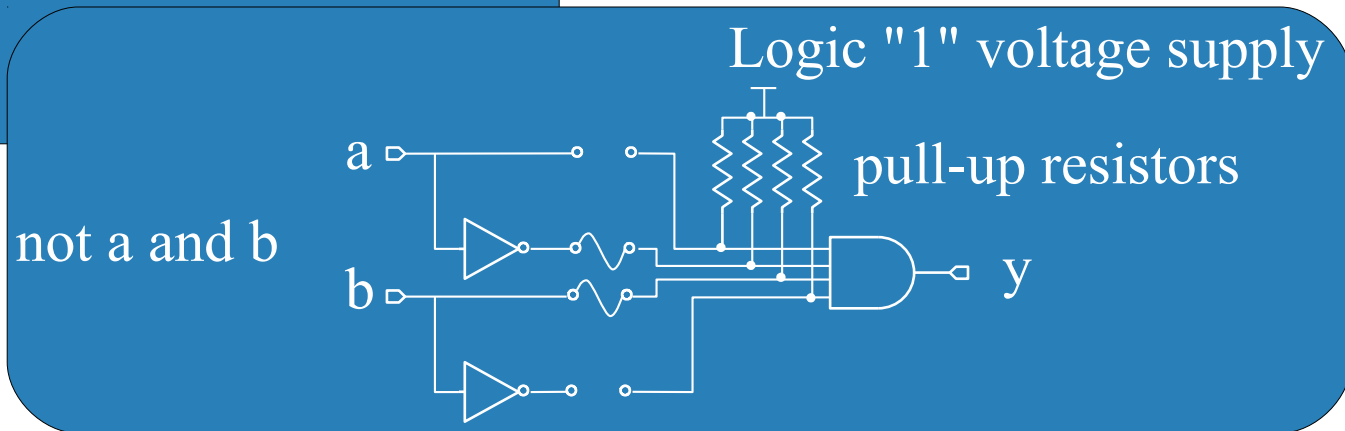 Logic "1" voltage supply
a
pull-up resistors
not a and b
b
y